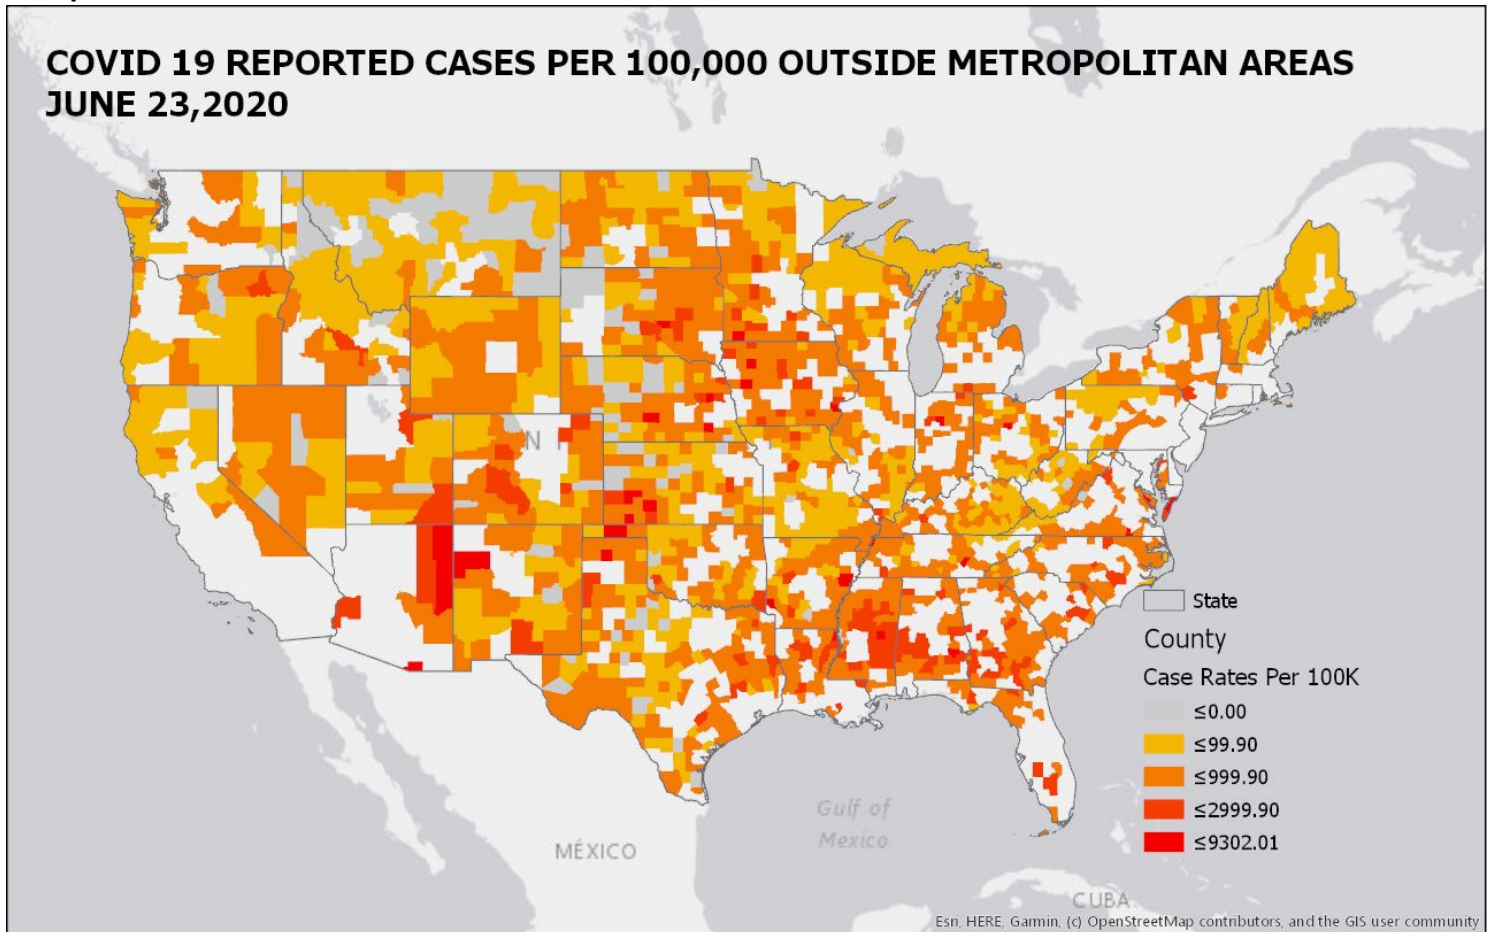 COVID 19 REPORTED CASES PER 100,000 OUTSIDE METROPOLITAN AREAS
JUNE 23,2020
N
State
County
Case Rates Per 100K
≤0.00
≤99.90
≤999.90
≤2999.90
≤9302.01
Gulf of
Mexico
MÉXICO
CUBA
Esri, HERE, Garmin, (c) OpenStreetMap contributors, and the GIS user community